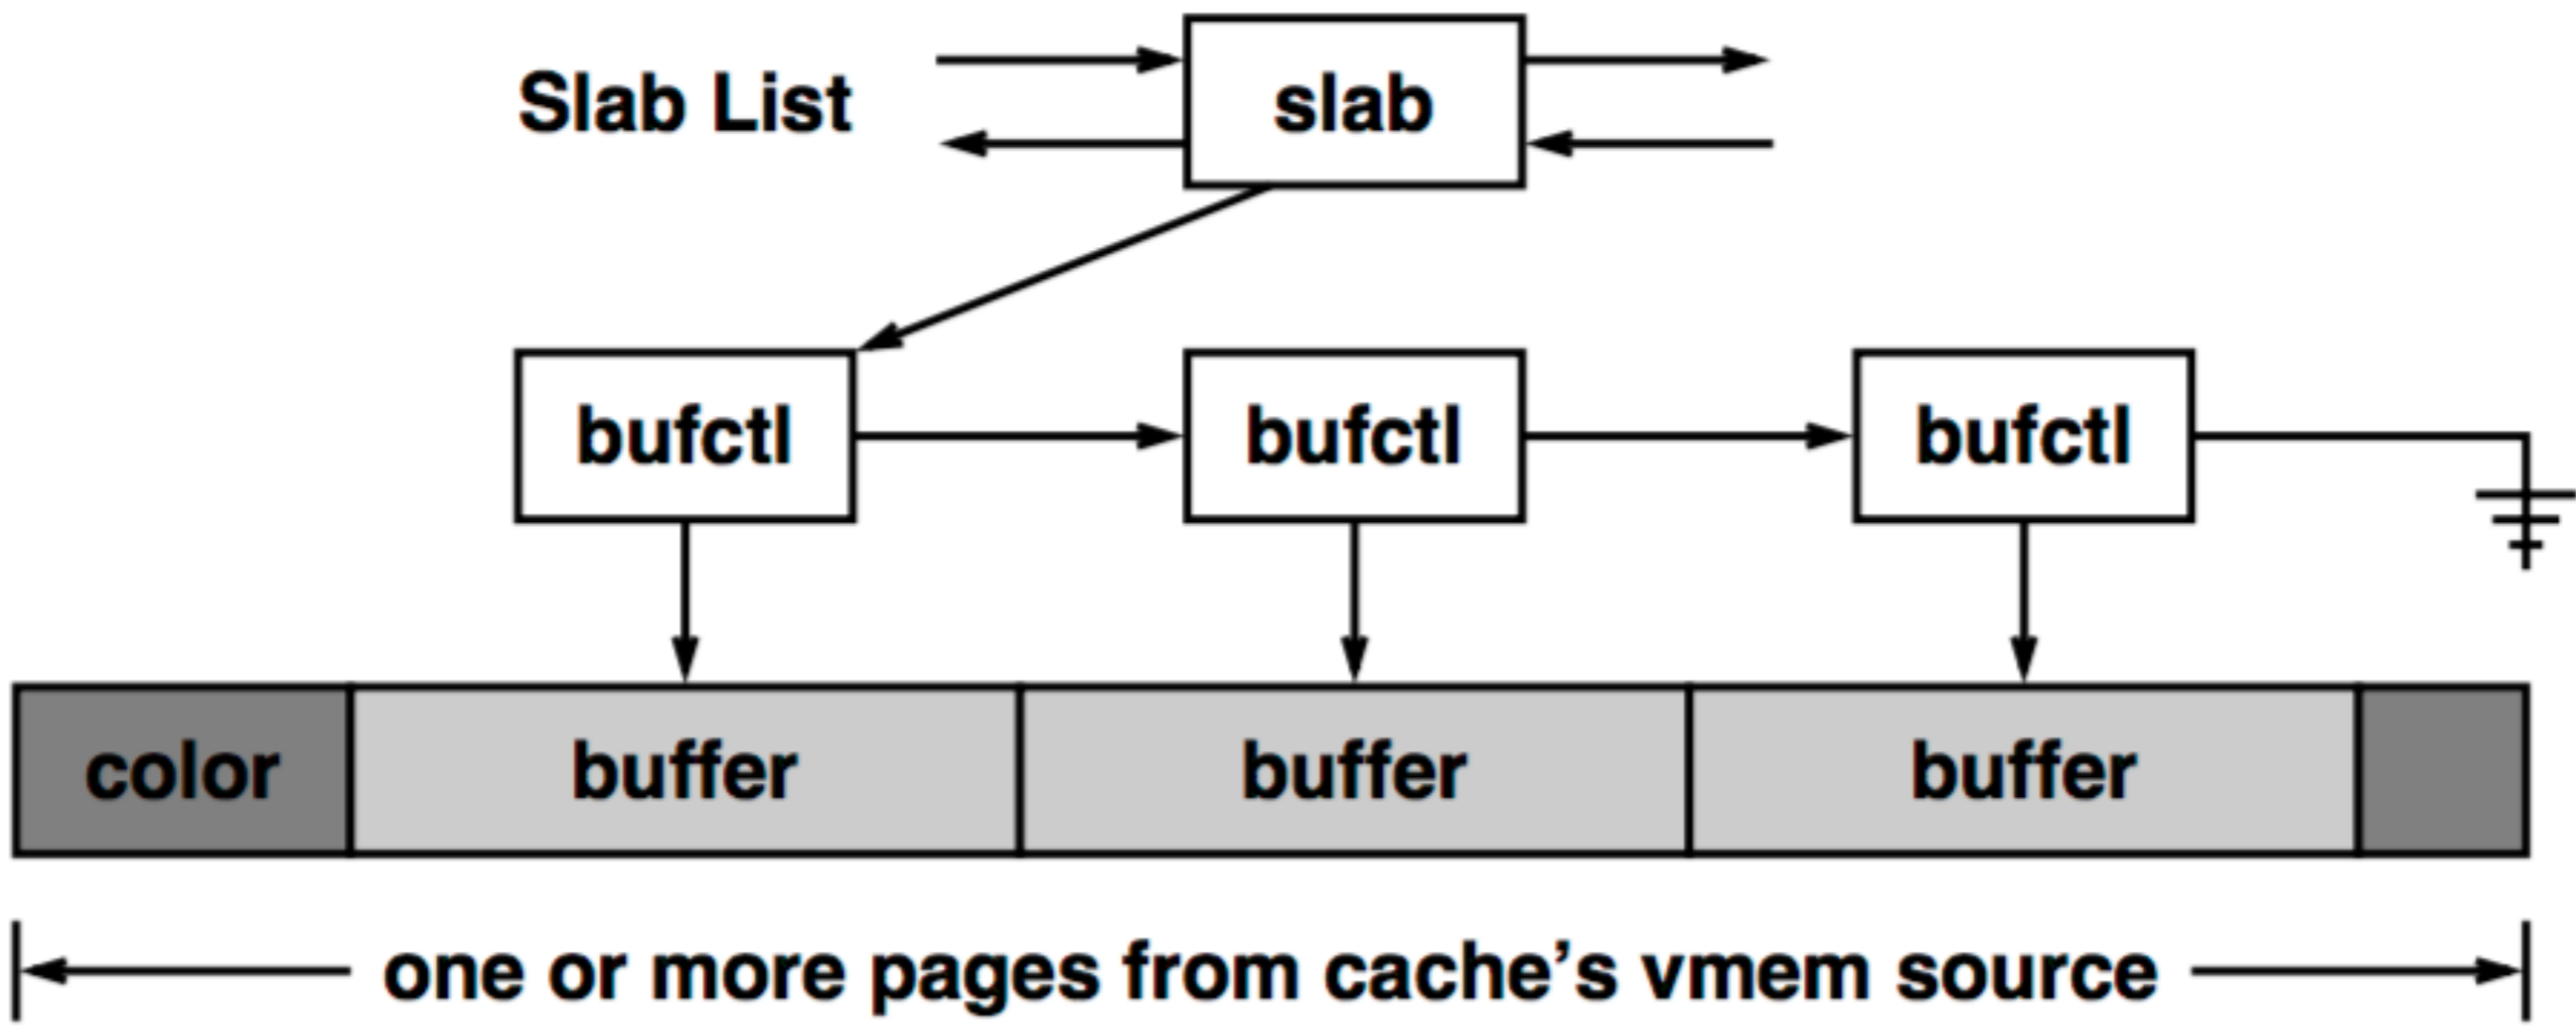 Slab List
slab
bufctl
bufctl
bufctl
color
buffer
buffer
buffer
one or more pages from cache’s vmem source